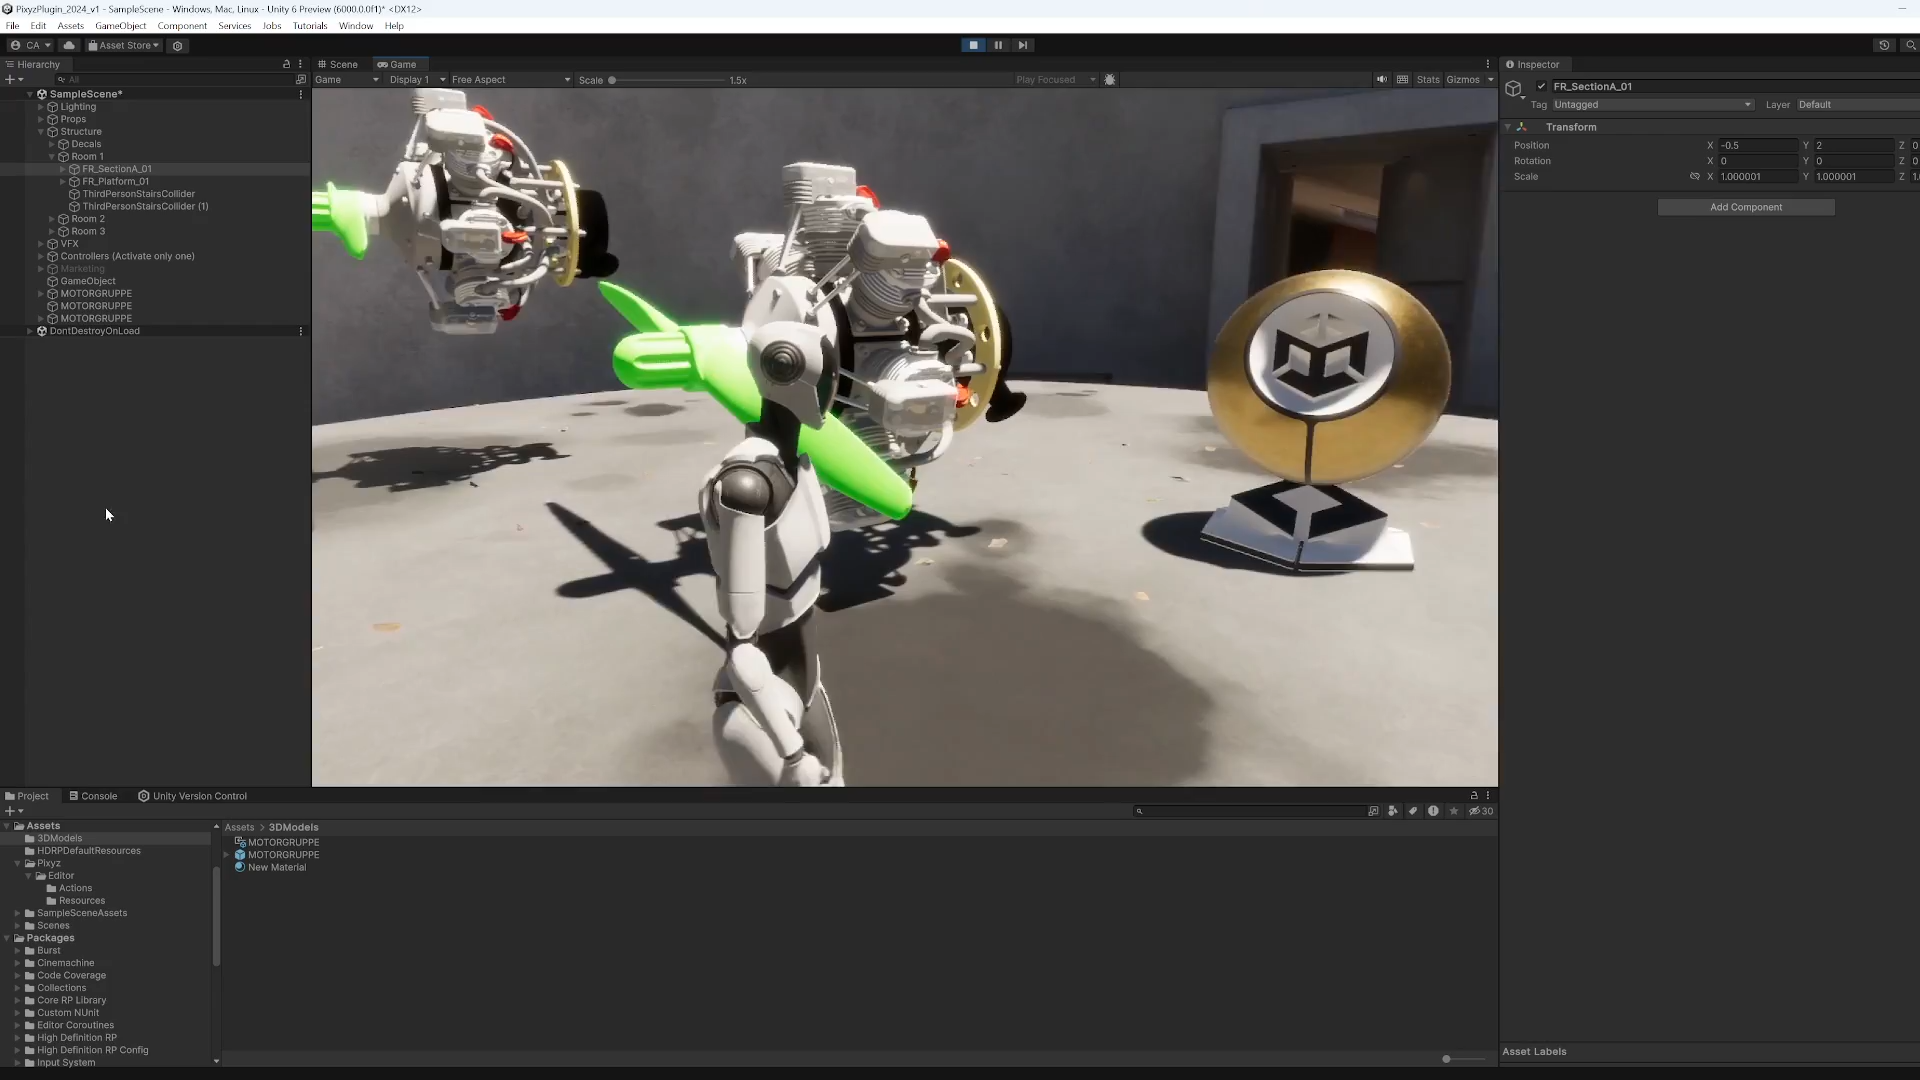 PixyzPlugin_2024_v1 - SampleScene - Windows, Mac, Linux - Unity 6 Preview (6000.0.0f1)* <DX12>
File Edit Assets GameObject Component Services Jobs Tutorials Window Help
CA Asset Store
Hierarchy
All
SampleScene*
Lighting
Props
Structure
Decals
Room 1
FR_SectionA_01
FR_Platform_01
ThirdPersonStairsCollider
ThirdPersonStairsCollider (1)
Room 2
Room 3
VFX
Controllers (Activate only one)
Marketing
GameObject
MOTORGRUPPE
MOTORGRUPPE
MOTORGRUPPE
DontDestroyOnLoad
Scene Game
Game Display 1 Free Aspect Scale 1.5x Play Focused Stats Gizmos
Inspector
FR_SectionA_01
Tag Untagged Layer Default
Transform
Position X -0.5 Y 2 Z 0
Rotation X 0 Y 0 Z 0
Scale X 1.000001 Y 1.000001 Z 1.
Add Component
Project Console Unity Version Control
30
Assets
3DModels
HDRPDefaultResources
Pixyz
Editor
Actions
Resources
SampleSceneAssets
Scenes
Packages
Burst
Cinemachine
Code Coverage
Collections
Core RP Library
Custom NUnit
Editor Coroutines
High Definition RP
High Definition RP Config
Input System
Assets > 3DModels
MOTORGRUPPE
MOTORGRUPPE
New Material
Asset Labels